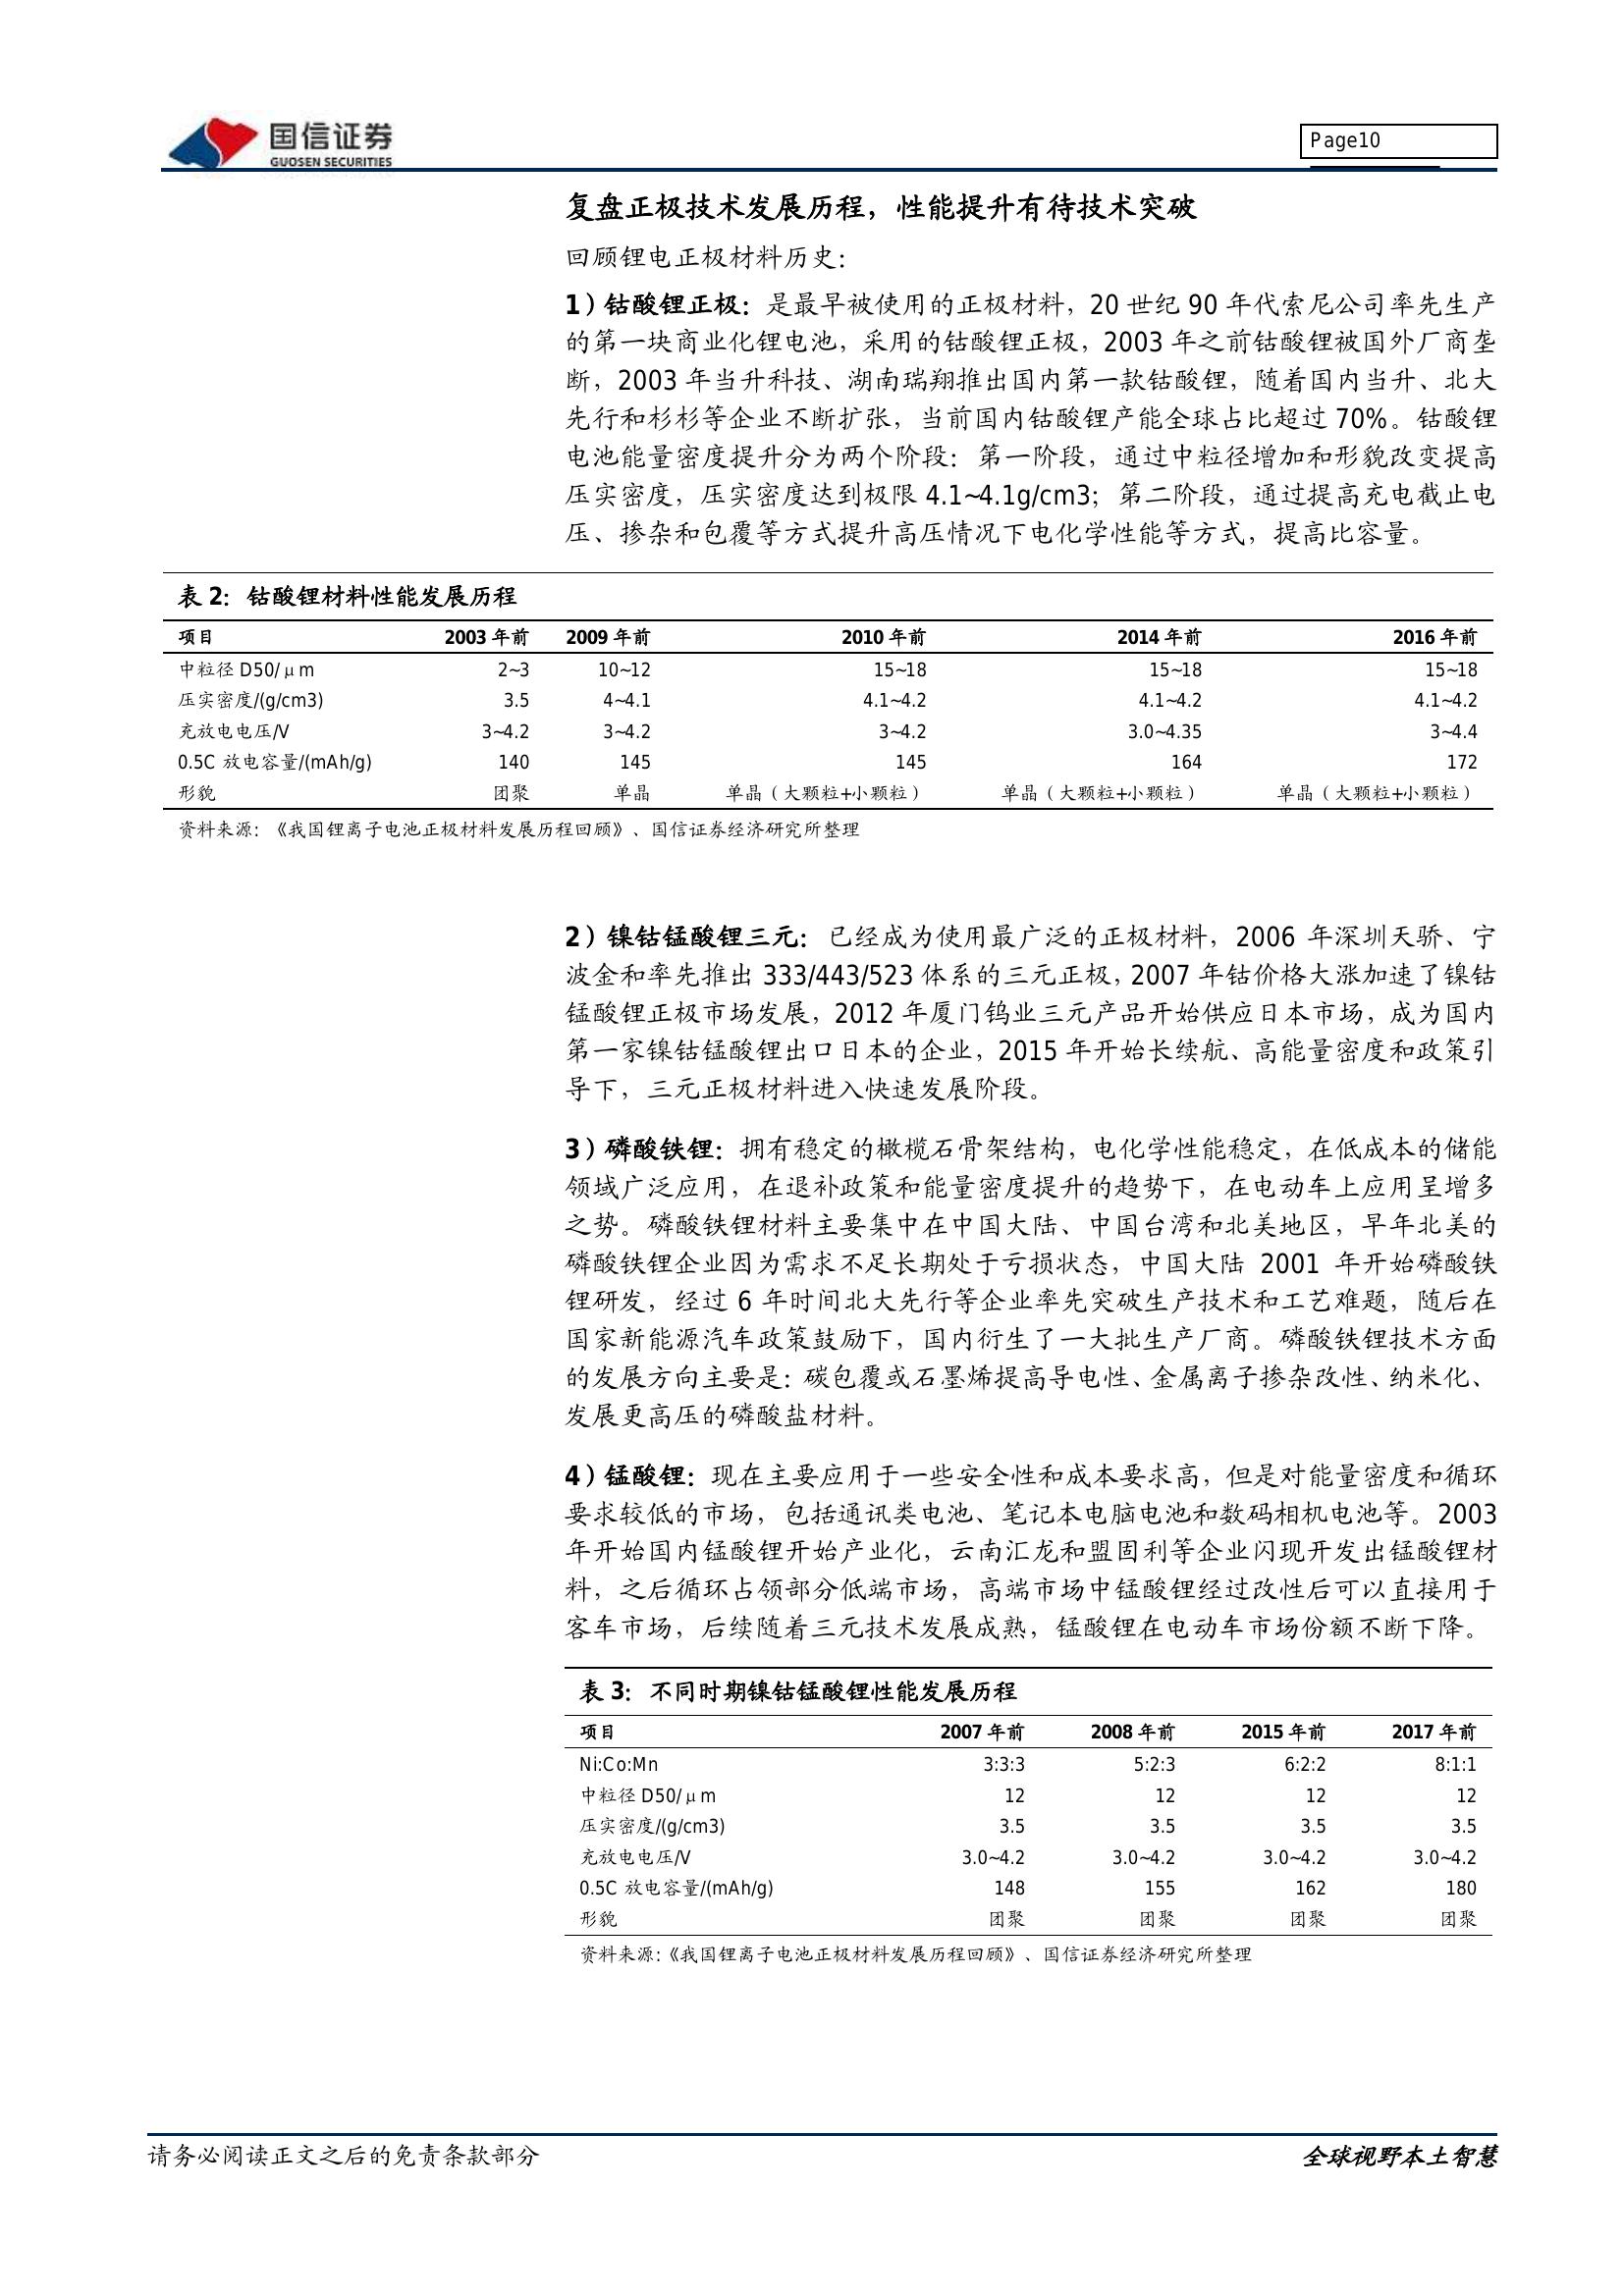 国信证券
GUOSEN SECURITIES
Page10
复盘正极技术发展历程，性能提升有待技术突破
回顾锂电正极材料历史：
1）钴酸锂正极：是最早被使用的正极材料，20 世纪 90 年代索尼公司率先生产
的第一块商业化锂电池，采用的钴酸锂正极，2003 年之前钴酸锂被国外厂商垄
断，2003 年当升科技、湖南瑞翔推出国内第一款钴酸锂，随着国内当升、北大
先行和杉杉等企业不断扩张，当前国内钴酸锂产能全球占比超过 70%。钴酸锂
电池能量密度提升分为两个阶段：第一阶段，通过中粒径增加和形貌改变提高
压实密度，压实密度达到极限 4.1~4.1g/cm3；第二阶段，通过提高充电截止电
压、掺杂和包覆等方式提升高压情况下电化学性能等方式，提高比容量。
表 2：钴酸锂材料性能发展历程
项目 2003 年前 2009 年前 2010 年前 2014 年前 2016 年前
中粒径 D50/μm 2~3 10~12 15~18 15~18 15~18
压实密度/(g/cm3) 3.5 4~4.1 4.1~4.2 4.1~4.2 4.1~4.2
充放电电压/V 3~4.2 3~4.2 3~4.2 3.0~4.35 3~4.4
0.5C 放电容量/(mAh/g) 140 145 145 164 172
形貌 团聚 单晶 单晶（大颗粒+小颗粒） 单晶（大颗粒+小颗粒） 单晶（大颗粒+小颗粒）
资料来源：《我国锂离子电池正极材料发展历程回顾》、国信证券经济研究所整理
2）镍钴锰酸锂三元：已经成为使用最广泛的正极材料，2006 年深圳天骄、宁
波金和率先推出 333/443/523 体系的三元正极，2007 年钴价格大涨加速了镍钴
锰酸锂正极市场发展，2012 年厦门钨业三元产品开始供应日本市场，成为国内
第一家镍钴锰酸锂出口日本的企业，2015 年开始长续航、高能量密度和政策引
导下，三元正极材料进入快速发展阶段。
3）磷酸铁锂：拥有稳定的橄榄石骨架结构，电化学性能稳定，在低成本的储能
领域广泛应用，在退补政策和能量密度提升的趋势下，在电动车上应用呈增多
之势。磷酸铁锂材料主要集中在中国大陆、中国台湾和北美地区，早年北美的
磷酸铁锂企业因为需求不足长期处于亏损状态，中国大陆 2001 年开始磷酸铁
锂研发，经过 6 年时间北大先行等企业率先突破生产技术和工艺难题，随后在
国家新能源汽车政策鼓励下，国内衍生了一大批生产厂商。磷酸铁锂技术方面
的发展方向主要是：碳包覆或石墨烯提高导电性、金属离子掺杂改性、纳米化、
发展更高压的磷酸盐材料。
4）锰酸锂：现在主要应用于一些安全性和成本要求高，但是对能量密度和循环
要求较低的市场，包括通讯类电池、笔记本电脑电池和数码相机电池等。2003
年开始国内锰酸锂开始产业化，云南汇龙和盟固利等企业闪现开发出锰酸锂材
料，之后循环占领部分低端市场，高端市场中锰酸锂经过改性后可以直接用于
客车市场，后续随着三元技术发展成熟，锰酸锂在电动车市场份额不断下降。
表 3：不同时期镍钴锰酸锂性能发展历程
项目 2007 年前 2008 年前 2015 年前 2017 年前
Ni:Co:Mn 3:3:3 5:2:3 6:2:2 8:1:1
中粒径 D50/μm 12 12 12 12
压实密度/(g/cm3) 3.5 3.5 3.5 3.5
充放电电压/V 3.0~4.2 3.0~4.2 3.0~4.2 3.0~4.2
0.5C 放电容量/(mAh/g) 148 155 162 180
形貌 团聚 团聚 团聚 团聚
资料来源：《我国锂离子电池正极材料发展历程回顾》、国信证券经济研究所整理
请务必阅读正文之后的免责条款部分 全球视野本土智慧